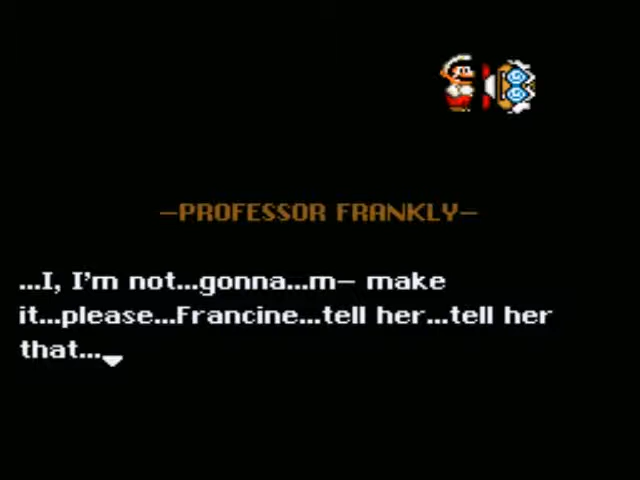 —PROFESSOR FRANKLY—
...I, I'm not...gonna...m— make
it...please...Francine...tell her...tell her
that...